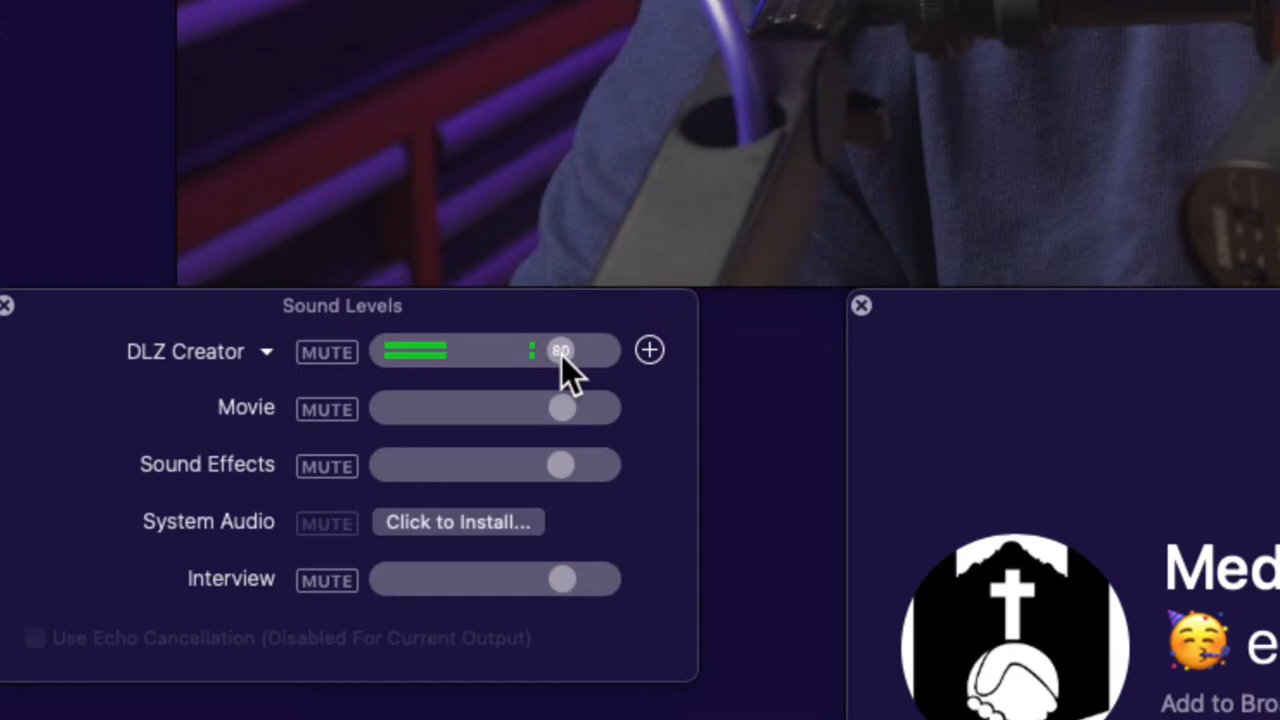 Sound Levels
DLZ Creator MUTE 80
Movie MUTE
Sound Effects MUTE
System Audio MUTE Click to Install...
Interview MUTE
Use Echo Cancellation (Disabled For Current Output)
Med
🥳 e
Add to Bro